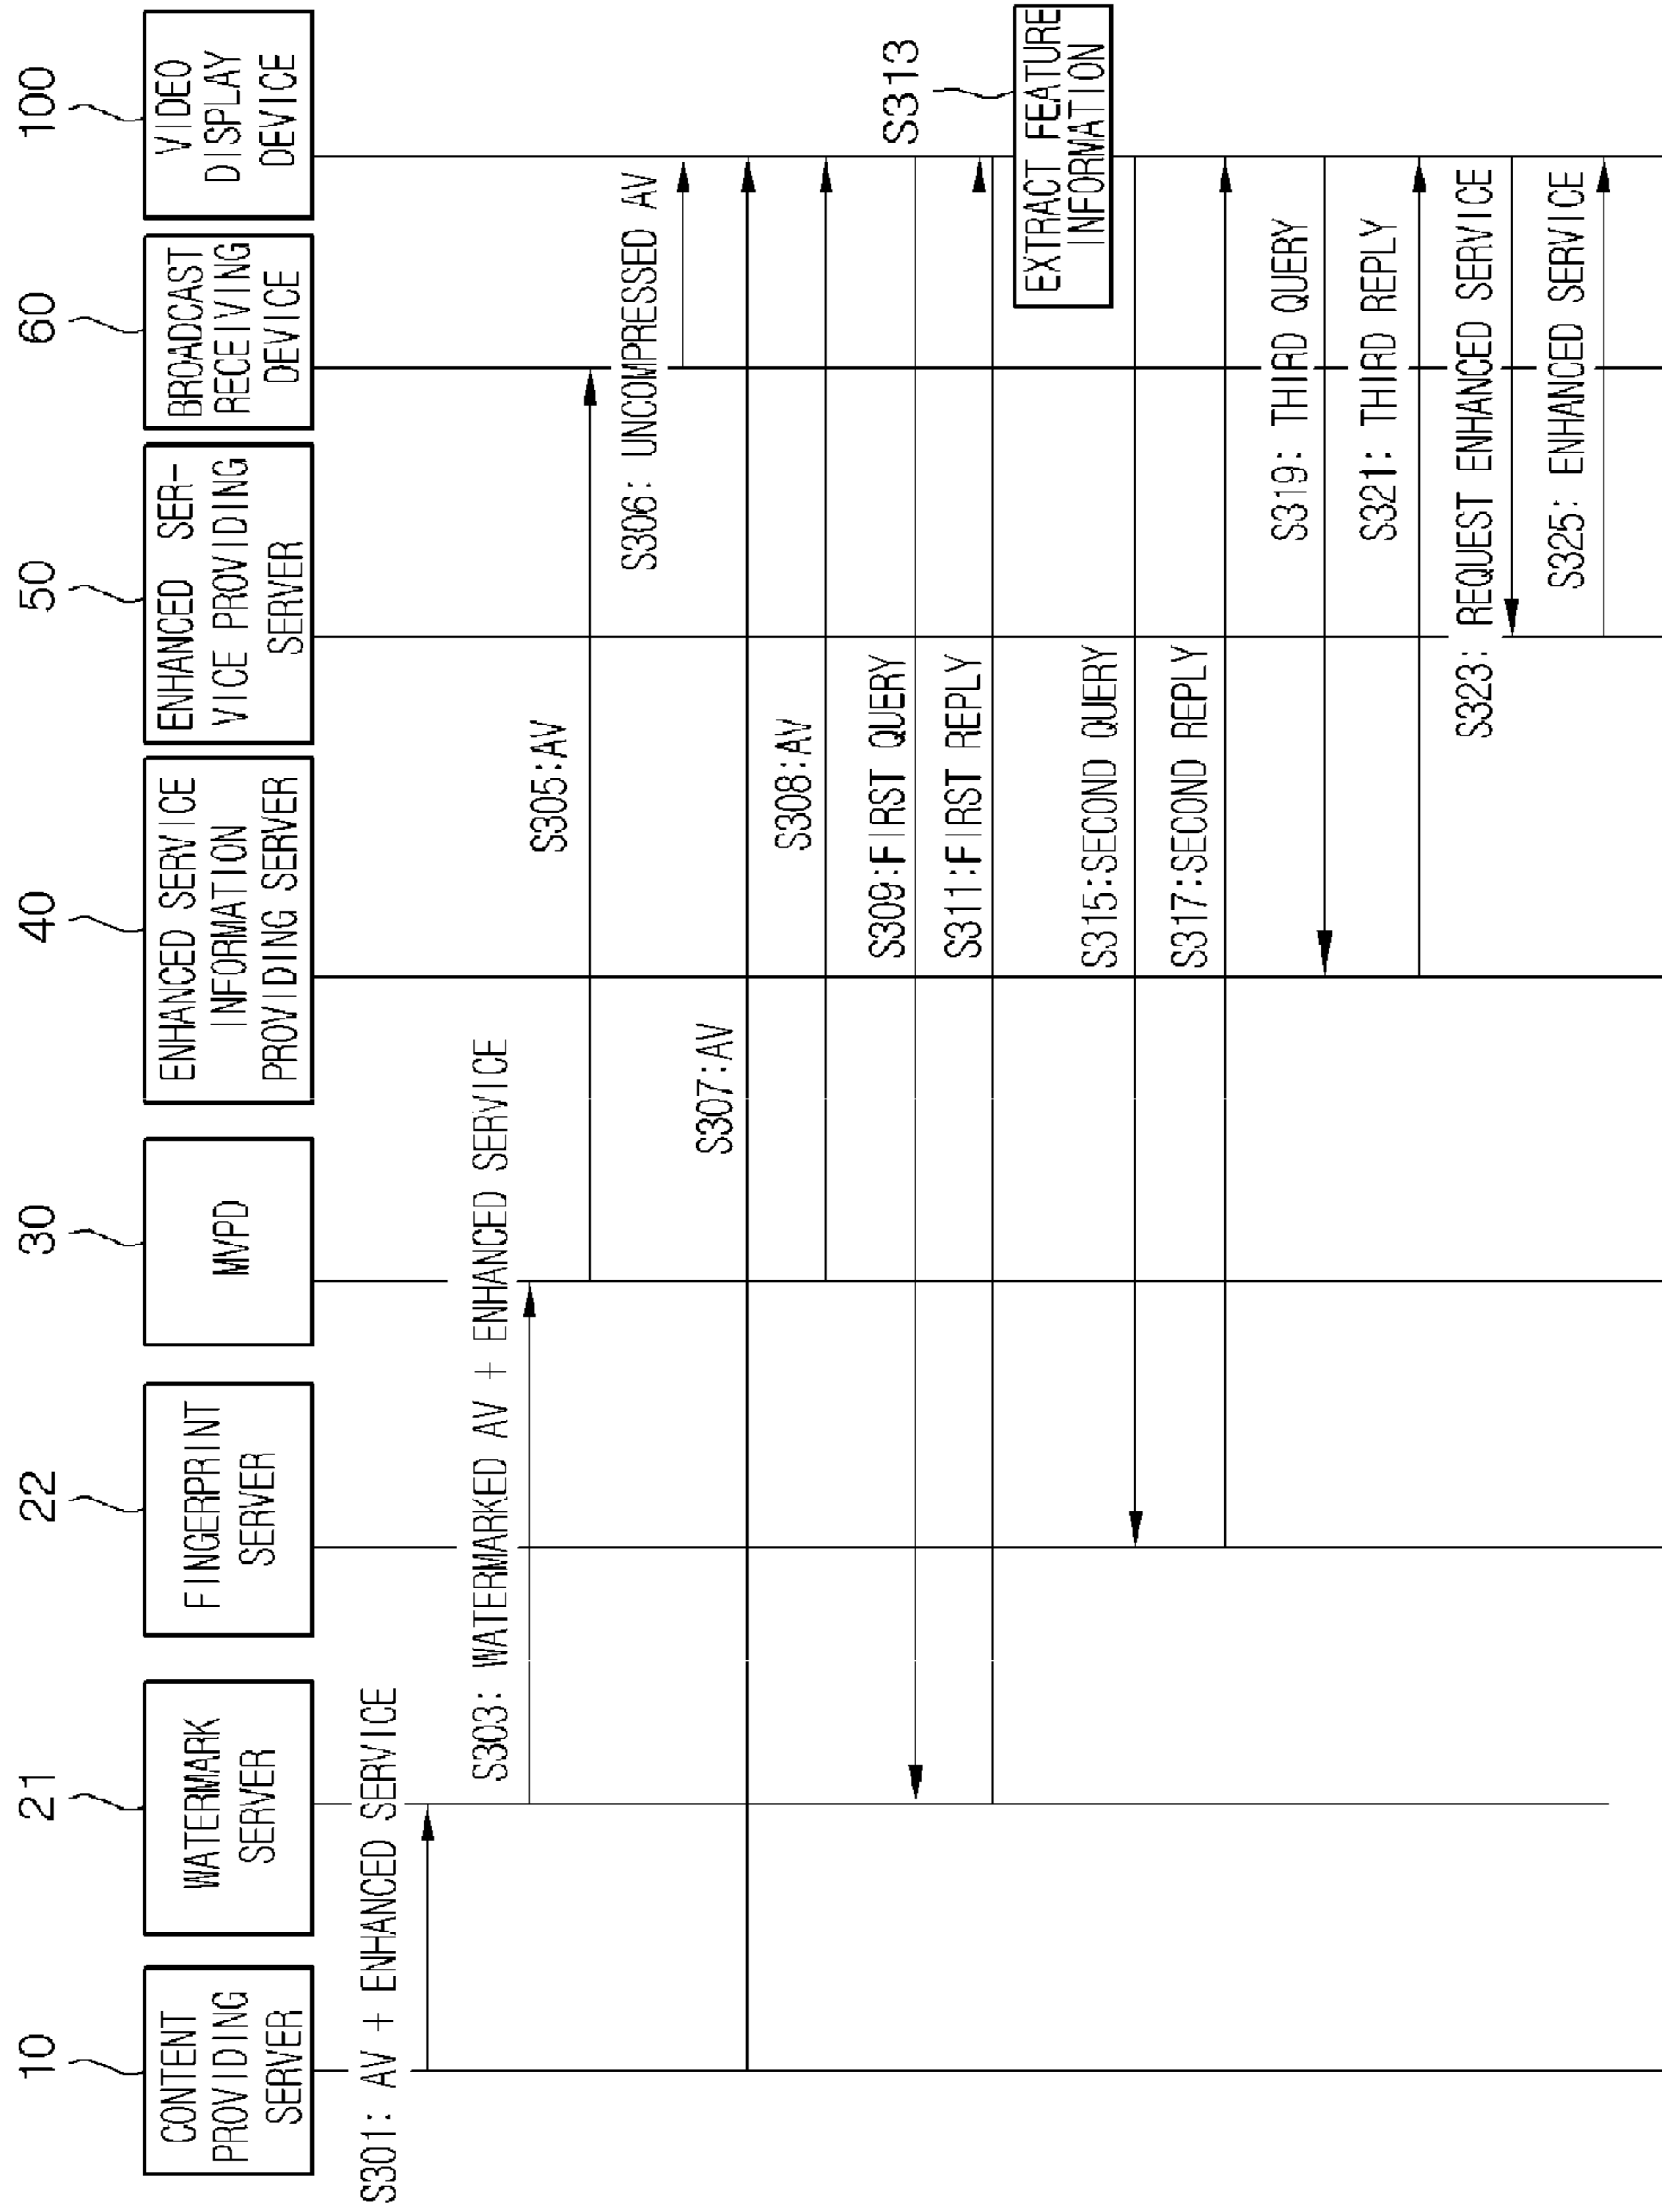 10
CONTENT
PROVIDING
SERVER
21
WATERMARK
SERVER
22
FINGERPRINT
SERVER
30
MVPD
40
ENHANCED SERVICE
INFORMATION
PROVIDING SERVER
50
ENHANCED SER-
VICE PROVIDING
SERVER
60
BROADCAST
RECEIVING
DEVICE
100
VIDEO
DISPLAY
DEVICE
S301: AV + ENHANCED SERVICE
S303: WATERMARKED AV + ENHANCED SERVICE
S305:AV
S306: UNCOMPRESSED AV
S307:AV
S308:AV
S309:FIRST QUERY
S311:FIRST REPLY
S313
EXTRACT FEATURE
INFORMATION
S315:SECOND QUERY
S317:SECOND REPLY
S319: THIRD QUERY
S321: THIRD REPLY
S323: REQUEST ENHANCED SERVICE
S325: ENHANCED SERVICE